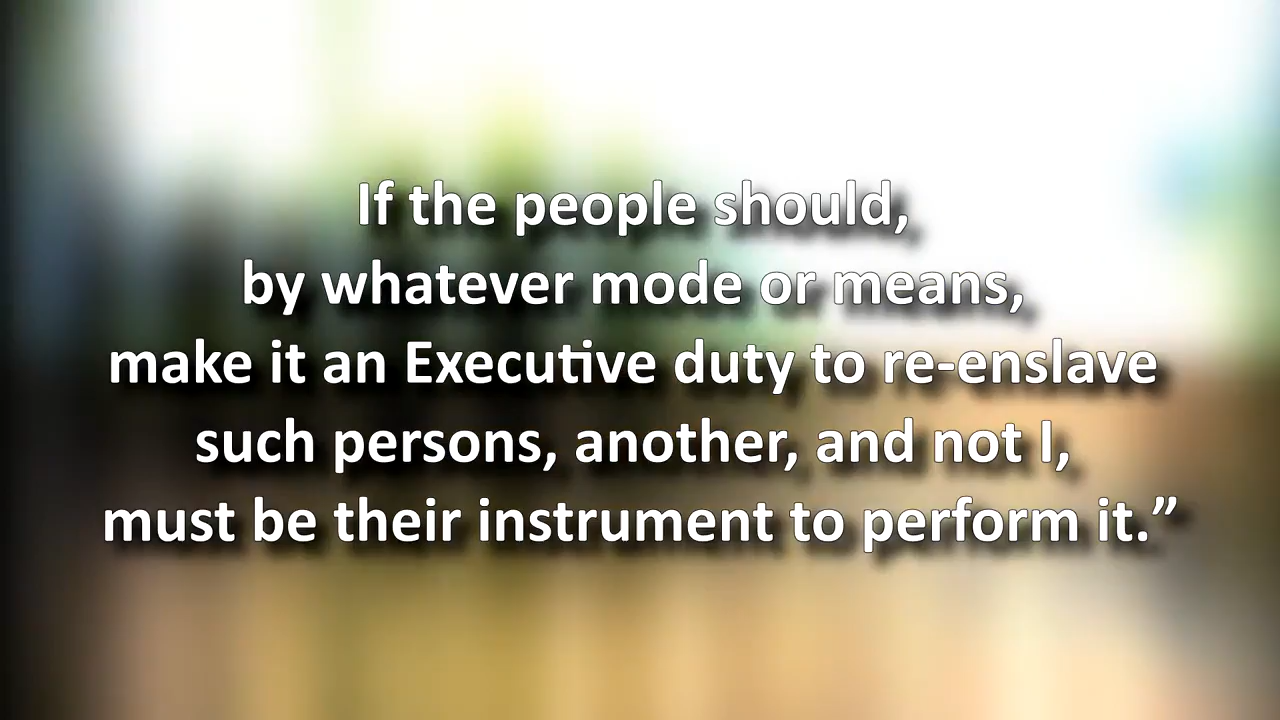 If the people should,
by whatever mode or means,
make it an Executive duty to re-enslave
such persons, another, and not I,
must be their instrument to perform it.”